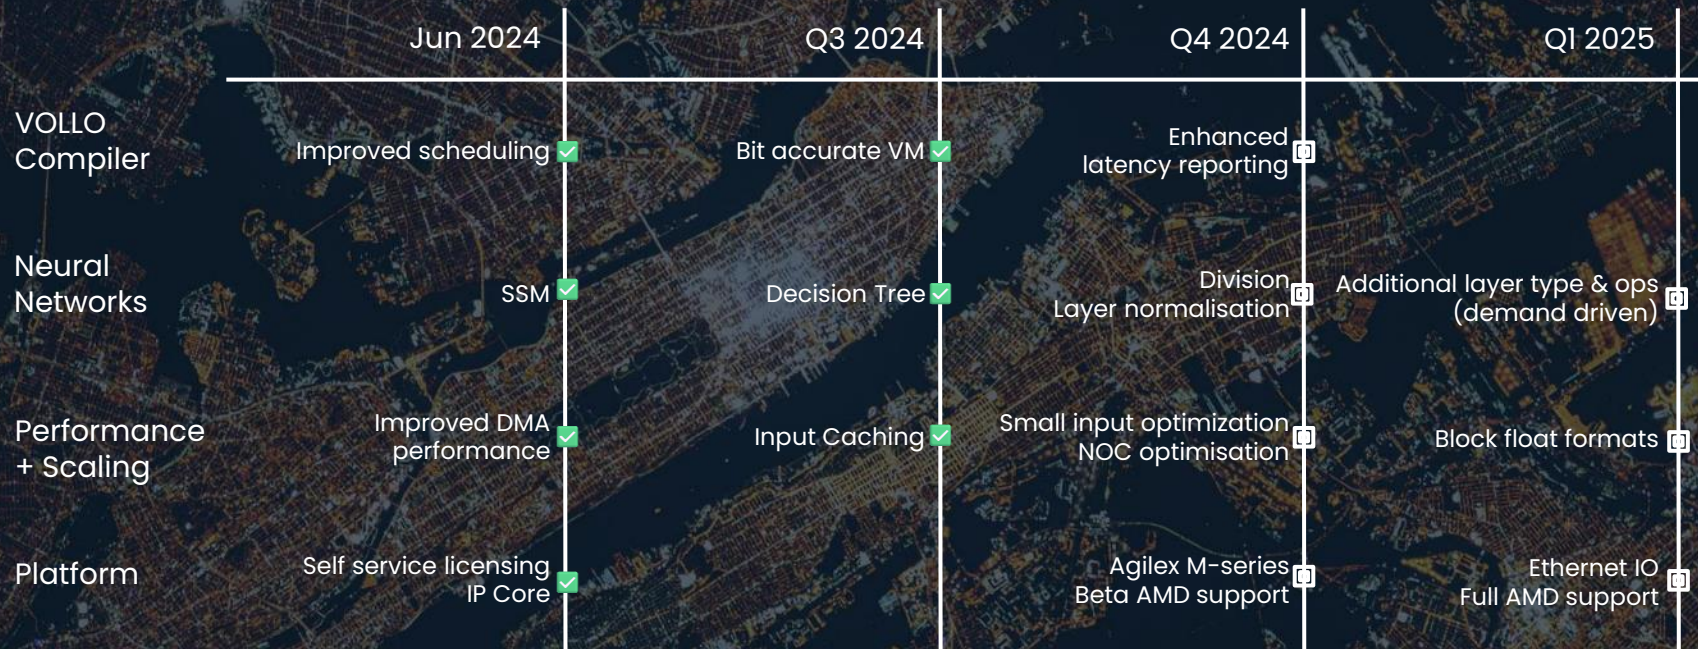 Jun 2024
Q3 2024
Q4 2024
Q1 2025
VOLLO
Compiler
Improved scheduling
Bit accurate VM
Enhanced
latency reporting
Neural
Networks
SSM
Decision Tree
Division
Layer normalisation
Additional layer type & ops
(demand driven)
Performance
+ Scaling
Improved DMA
performance
Input Caching
Small input optimization
NOC optimisation
Block float formats
Platform
Self service licensing
IP Core
Agilex M-series
Beta AMD support
Ethernet IO
Full AMD support